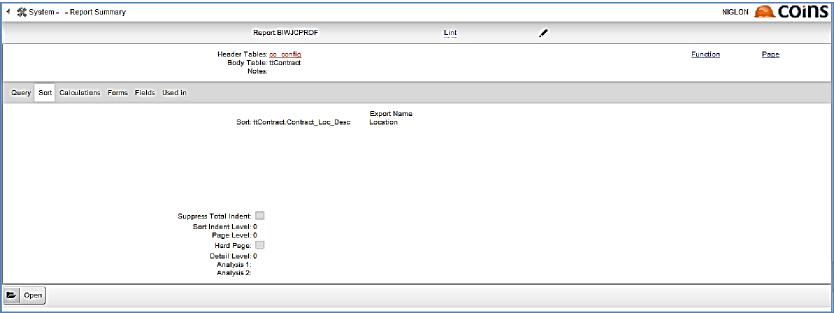 System - - Report Summary
NIGLON
COINS
Report: BIWJCPROF
Lint
Header Tables: co_config
Function
Page
Body Table: ttContract
Notes:
Query Sort Calculations Forms Fields Used in
Export Name
Sort: ttContract.Contract_Loc_Desc Location
Suppress Total Indent:
Sort Indent Level: 0
Page Level: 0
Hard Page:
Detail Level: 0
Analysis 1:
Analysis 2:
Open